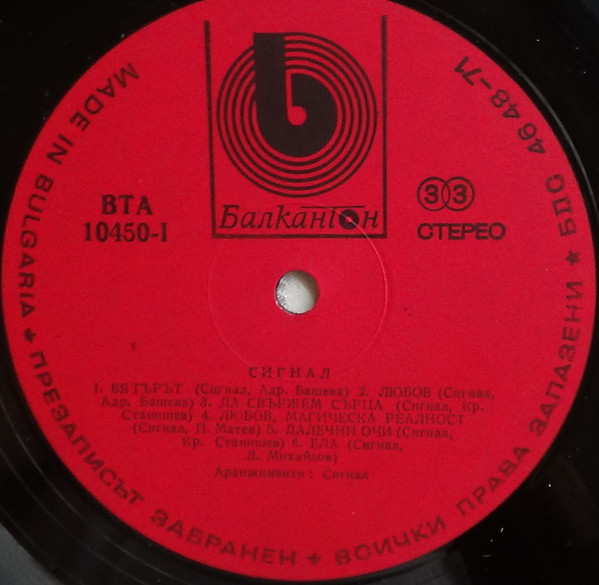 Балкантон
ВТА
10450-I
33
СТЕРЕО
СИГНАЛ
1. ВЯТЪРЪТ (Сигнал, Адр. Башева) 2. ЛЮБОВ (Сигнал,
Адр. Башева) 3. ДА СВЪРЖЕМ СЪРЦА (Сигнал, Кр.
Станишев) 4. ЛЮБОВ, МАГИЧЕСКА РЕАЛНОСТ
(Сигнал, П. Матев) 5. ДАЛЕЧНИ ОЧИ (Сигнал,
Кр. Станишев) 6. ЕЛА (Сигнал,
Д. Михайлов)
Аранжименти : Сигнал
MADE IN BULGARIA ★ ПРЕЗАПИСЪТ ЗАБРАНЕН ★ ВСИЧКИ ПРАВА ЗАПАЗЕНИ ★ БДС 4648-71